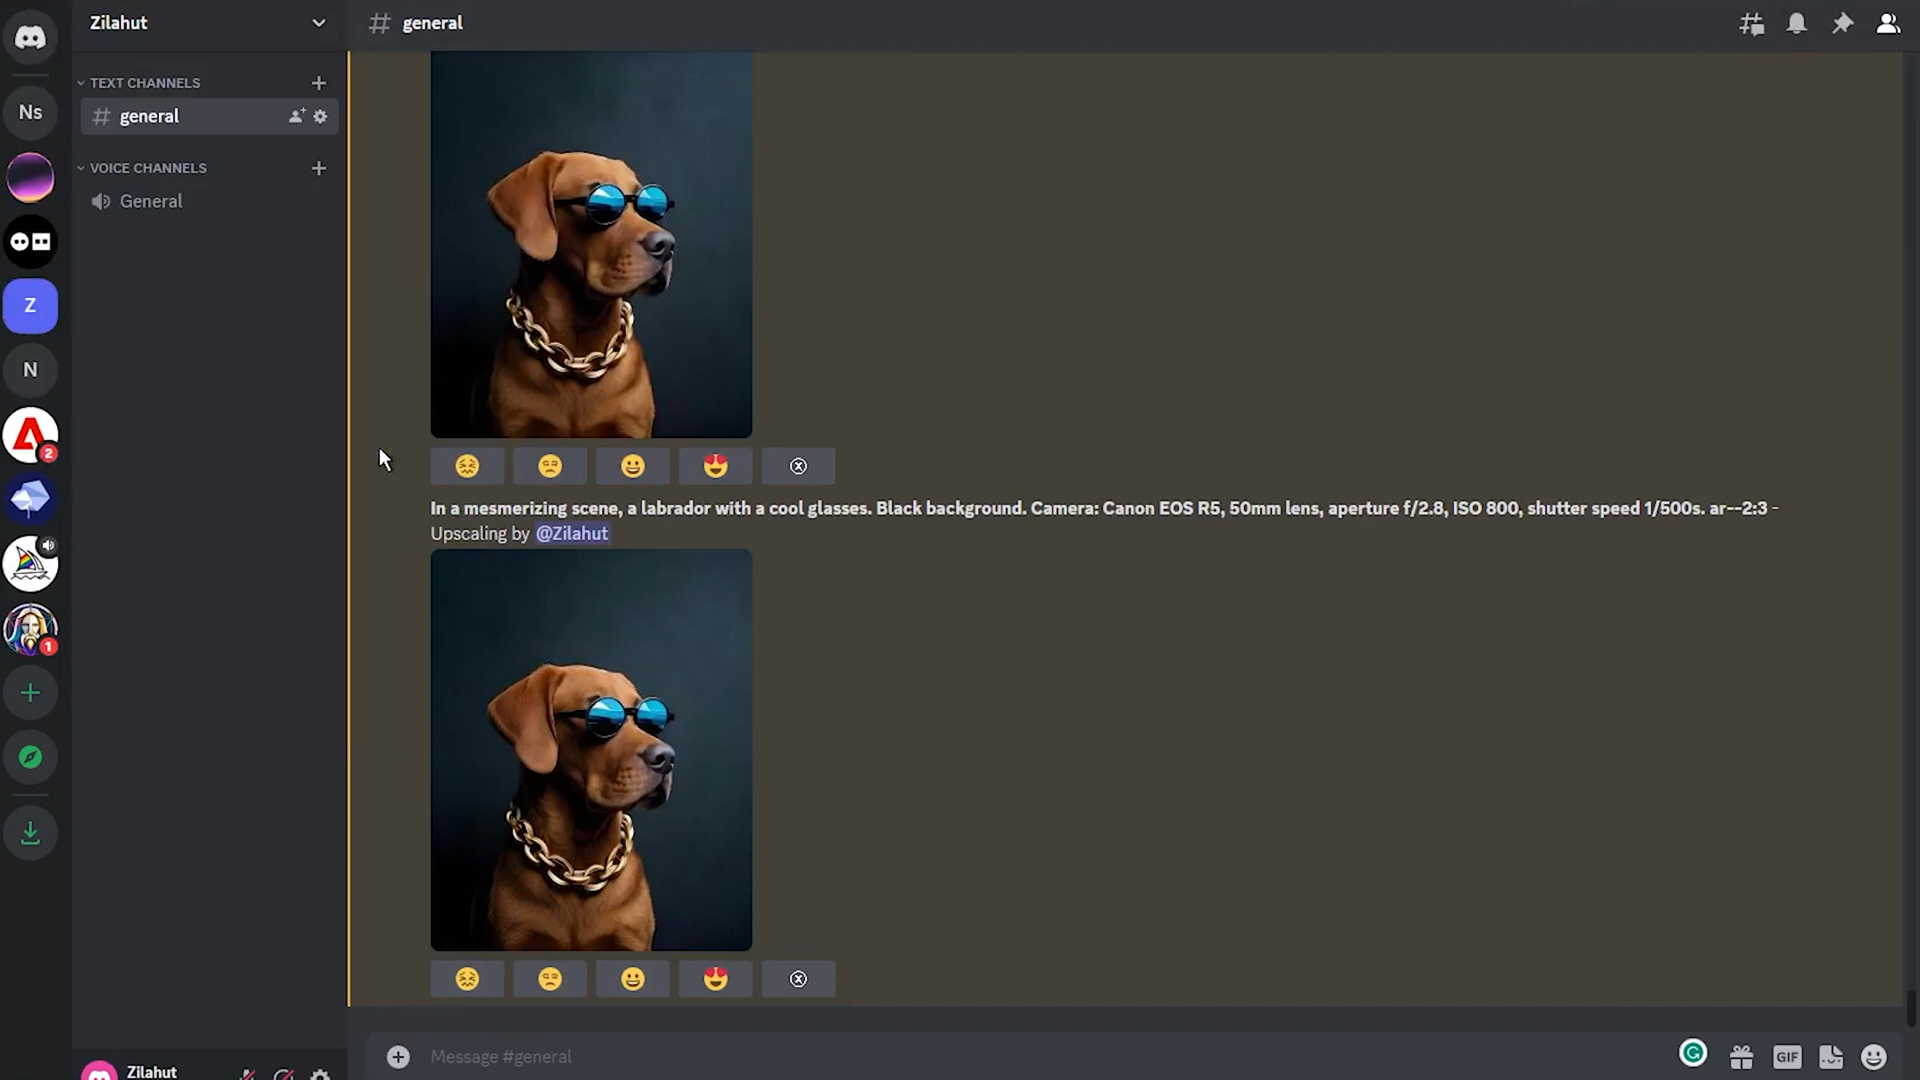 Zilahut
general
TEXT CHANNELS
general
VOICE CHANNELS
General
Ns
Z
N
2
1
In a mesmerizing scene, a labrador with a cool glasses. Black background. Camera: Canon EOS R5, 50mm lens, aperture f/2.8, ISO 800, shutter speed 1/500s. ar--2:3 -
Upscaling by @Zilahut
Message #general
GIF
Zilahut